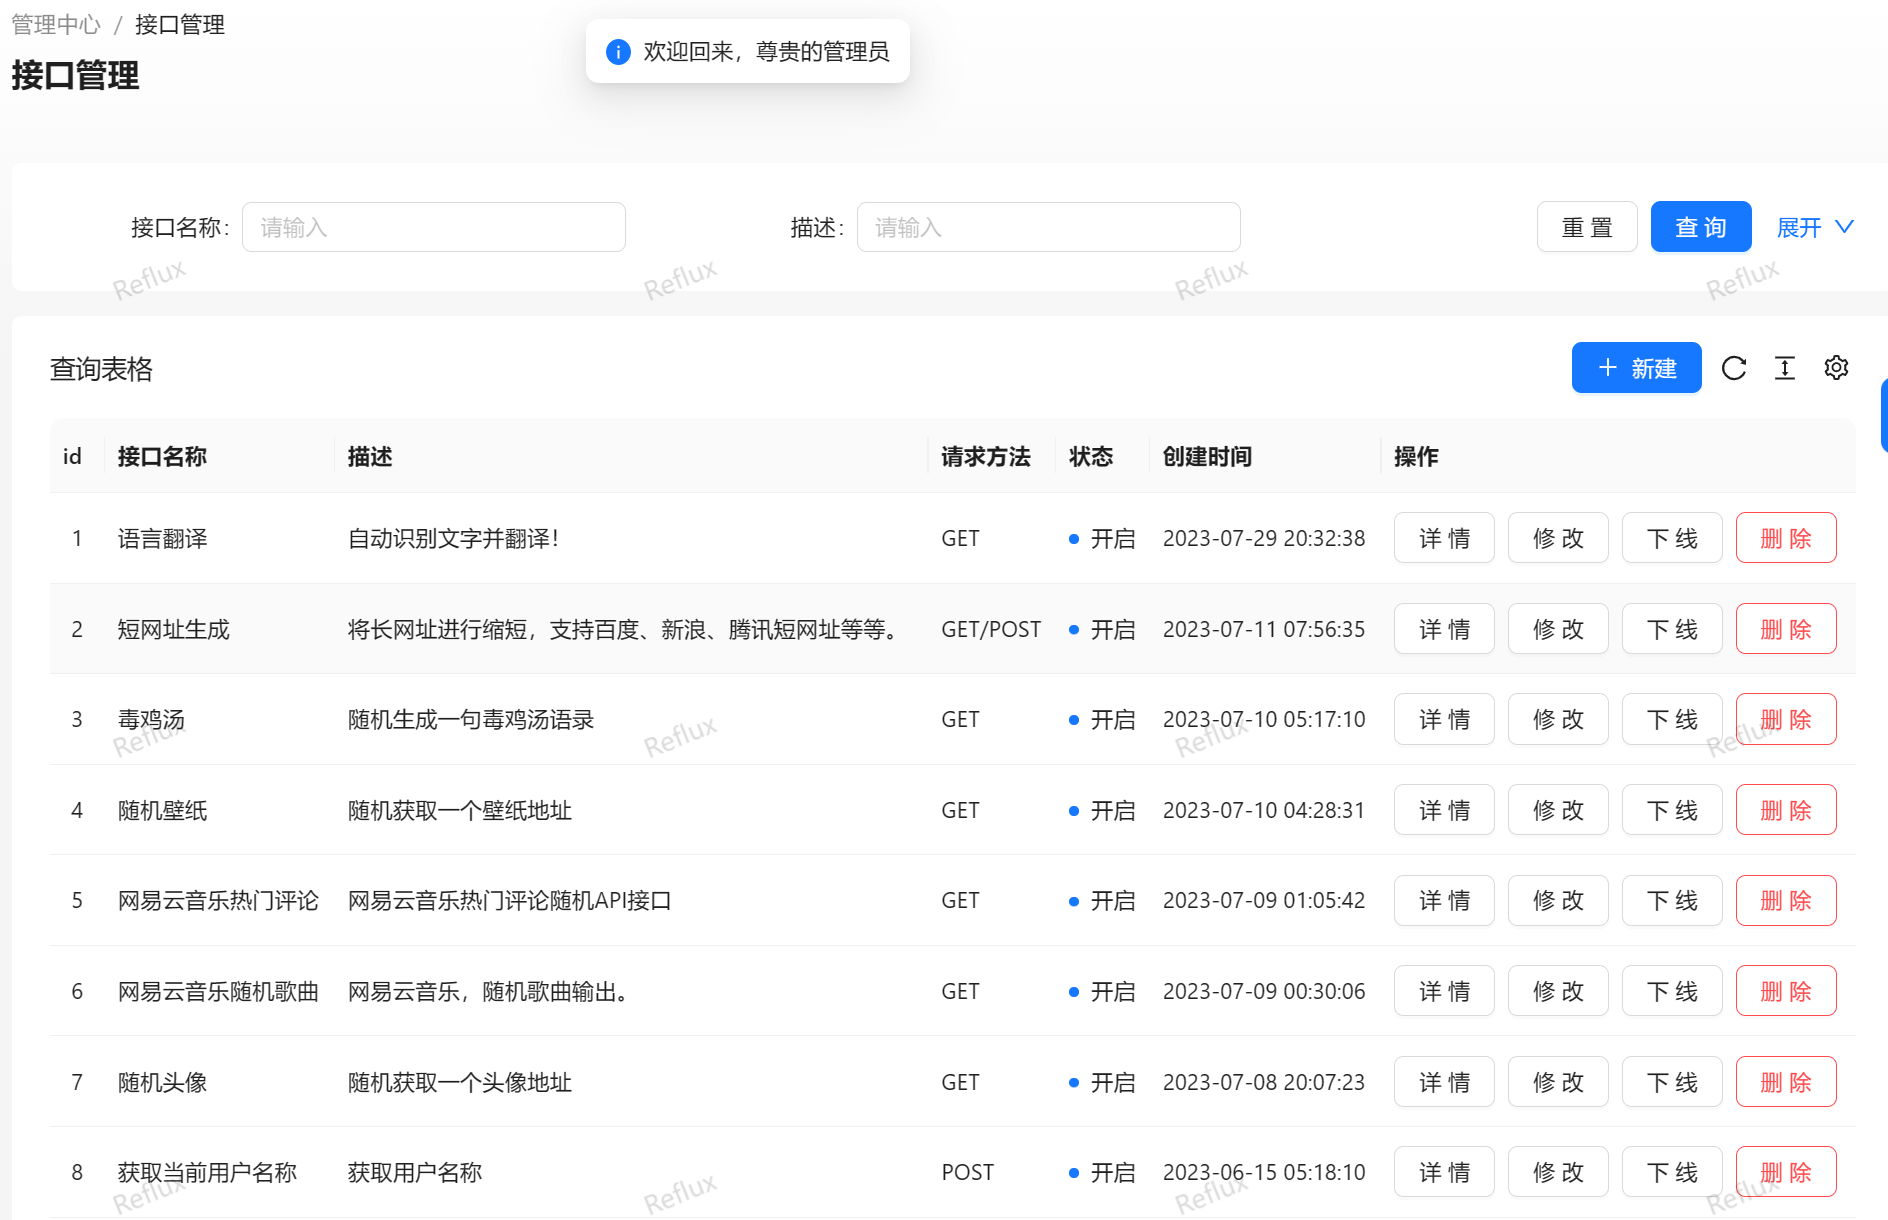 管理中心 / 接口管理
欢迎回来，尊贵的管理员
接口管理
接口名称: 请输入 描述: 请输入 重 置 查 询 展开
Reflux Reflux Reflux Reflux
查询表格 + 新建
id 接口名称 描述 请求方法 状态 创建时间 操作
1 语言翻译 自动识别文字并翻译！ GET 开启 2023-07-29 20:32:38 详 情 修 改 下 线 删 除
2 短网址生成 将长网址进行缩短，支持百度、新浪、腾讯短网址等等。 GET/POST 开启 2023-07-11 07:56:35 详 情 修 改 下 线 删 除
3 毒鸡汤 随机生成一句毒鸡汤语录 GET 开启 2023-07-10 05:17:10 详 情 修 改 下 线 删 除
Reflux Reflux Reflux Reflux
4 随机壁纸 随机获取一个壁纸地址 GET 开启 2023-07-10 04:28:31 详 情 修 改 下 线 删 除
5 网易云音乐热门评论 网易云音乐热门评论随机API接口 GET 开启 2023-07-09 01:05:42 详 情 修 改 下 线 删 除
6 网易云音乐随机歌曲 网易云音乐，随机歌曲输出。 GET 开启 2023-07-09 00:30:06 详 情 修 改 下 线 删 除
7 随机头像 随机获取一个头像地址 GET 开启 2023-07-08 20:07:23 详 情 修 改 下 线 删 除
8 获取当前用户名称 获取用户名称 POST 开启 2023-06-15 05:18:10 详 情 修 改 下 线 删 除
Reflux Reflux Reflux Reflux